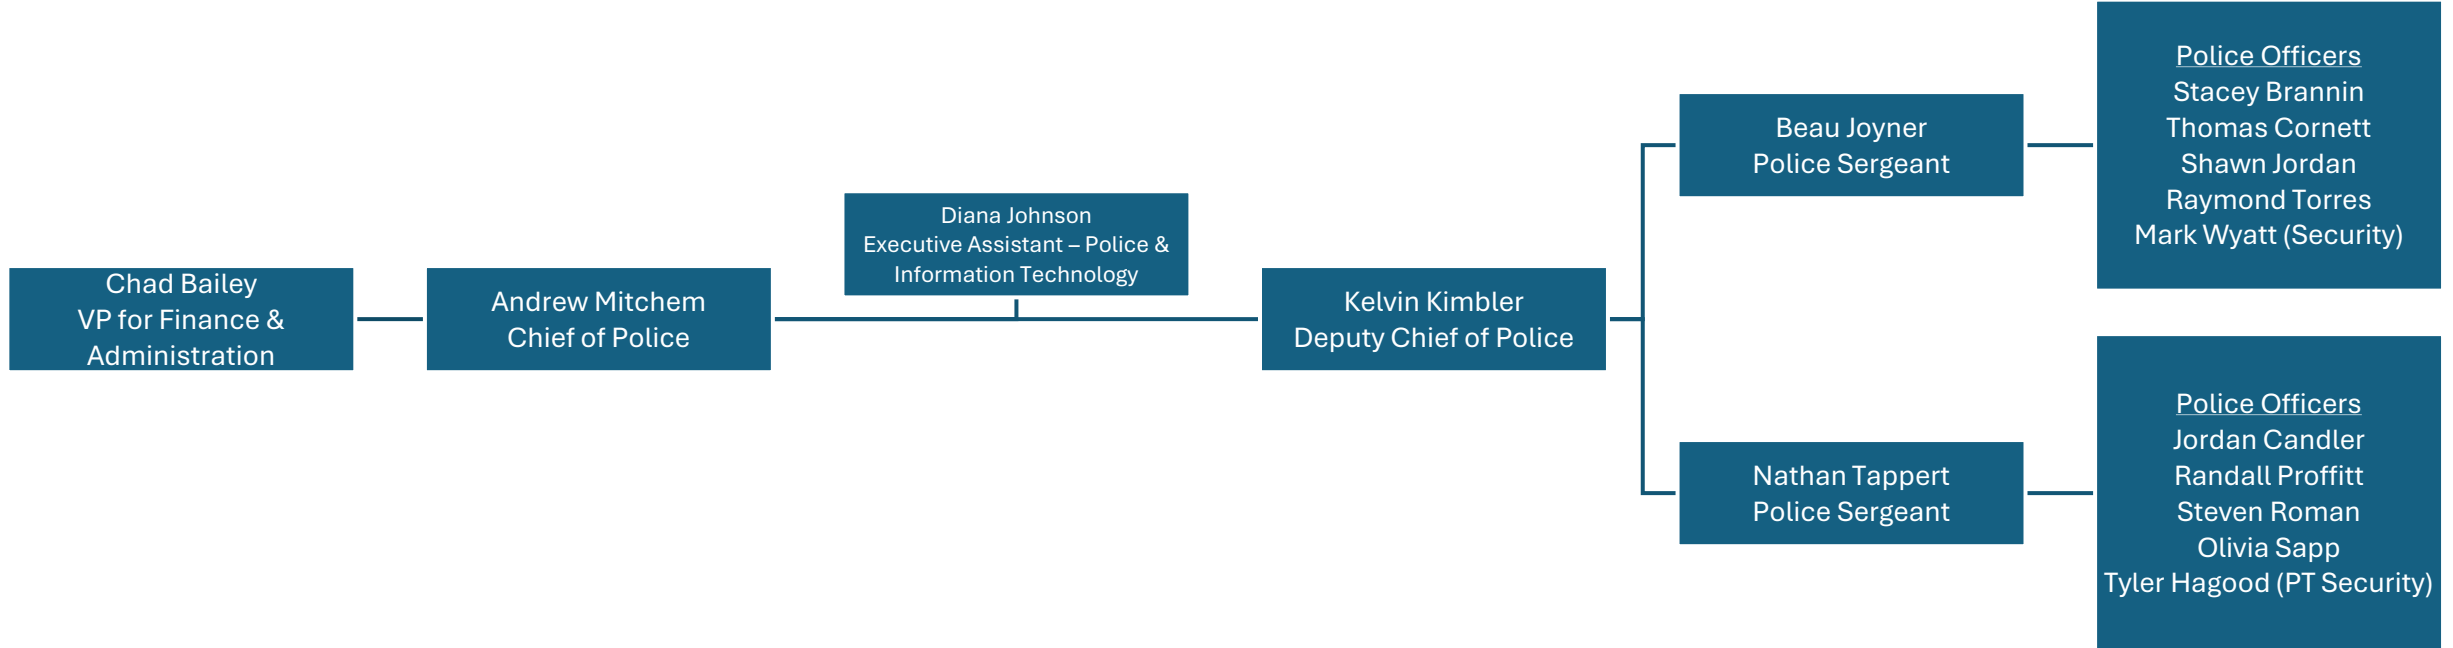 Chad Bailey
VP for Finance &
Administration
Andrew Mitchem
Chief of Police
Diana Johnson
Executive Assistant – Police &
Information Technology
Kelvin Kimbler
Deputy Chief of Police
Beau Joyner
Police Sergeant
Police Officers
Stacey Brannin
Thomas Cornett
Shawn Jordan
Raymond Torres
Mark Wyatt (Security)
Nathan Tappert
Police Sergeant
Police Officers
Jordan Candler
Randall Proffitt
Steven Roman
Olivia Sapp
Tyler Hagood (PT Security)